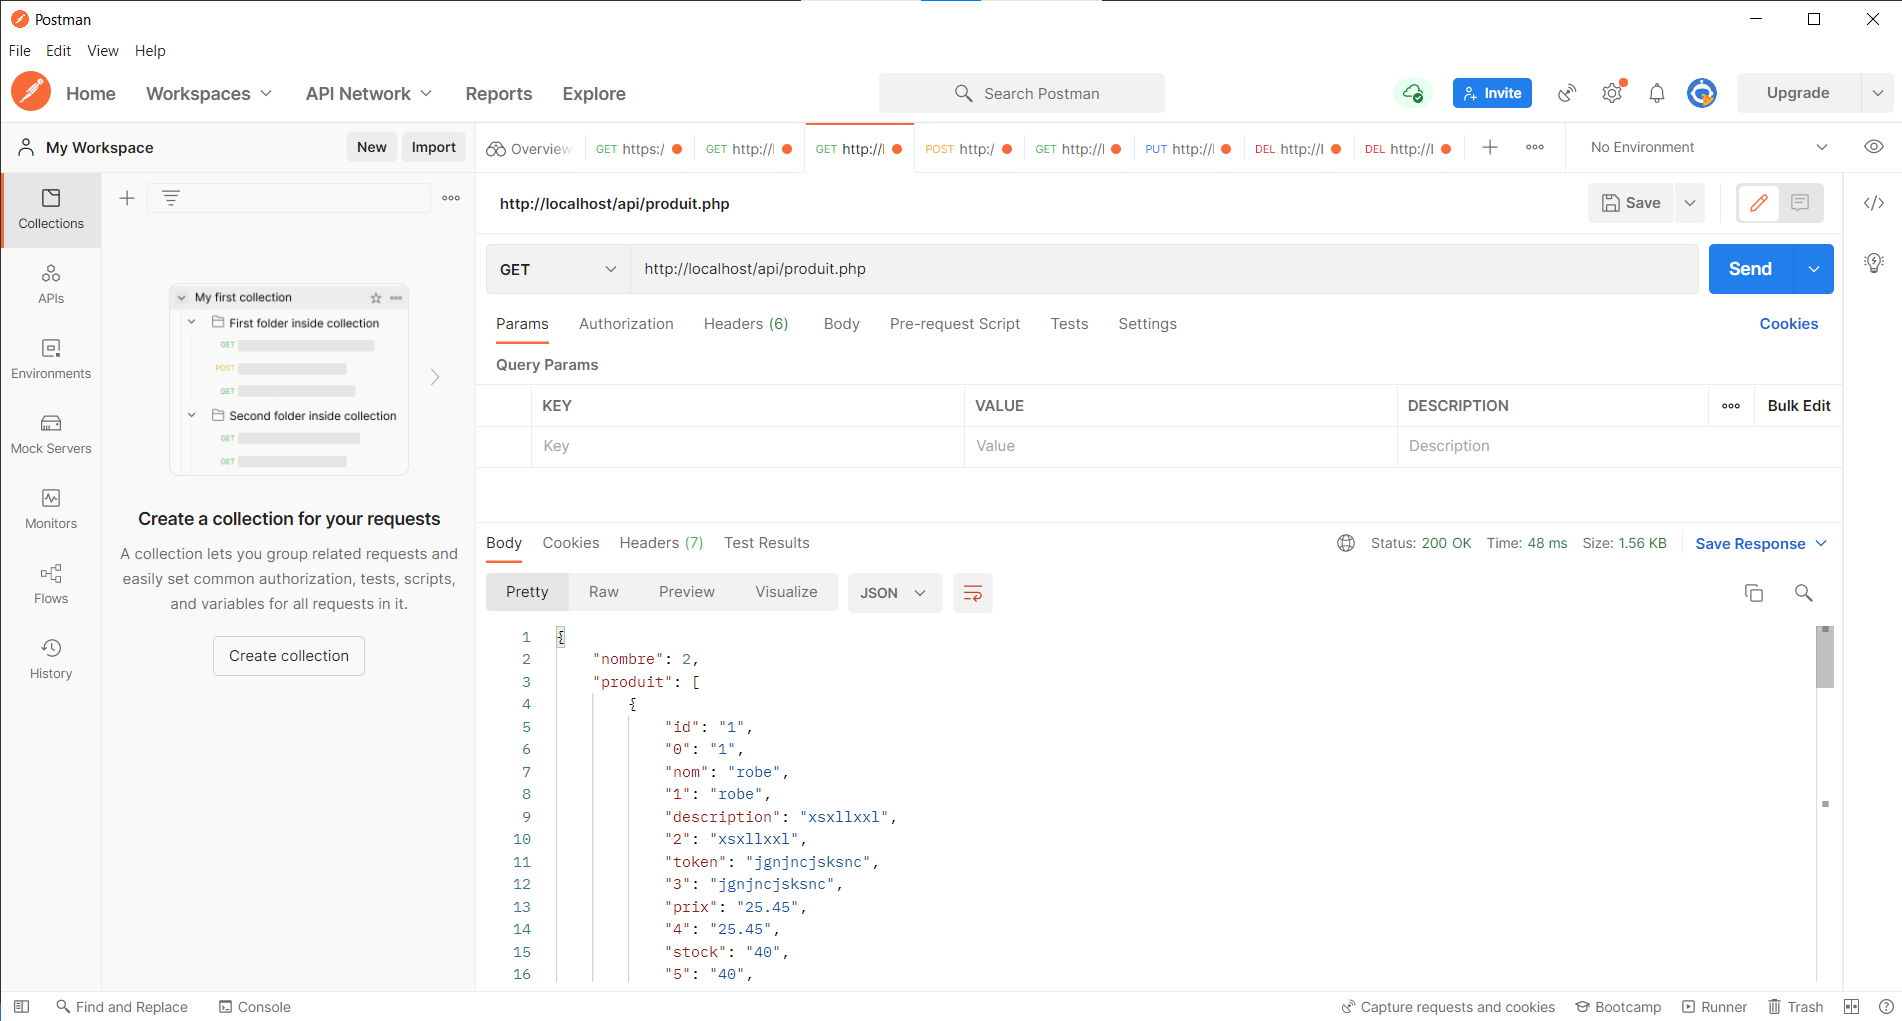 Postman
File Edit View Help
Home Workspaces API Network Reports Explore Search Postman Invite Upgrade
My Workspace New Import
Overview GET https:/ GET http://l GET http://l POST http:/ GET http://l PUT http://l DEL http://l DEL http://l No Environment
Collections
APIs
Environments
Mock Servers
Monitors
Flows
History
My first collection
First folder inside collection
GET
POST
GET
Second folder inside collection
GET
GET
Create a collection for your requests
A collection lets you group related requests and
easily set common authorization, tests, scripts,
and variables for all requests in it.
Create collection
http://localhost/api/produit.php Save
GET http://localhost/api/produit.php Send
Params Authorization Headers (6) Body Pre-request Script Tests Settings Cookies
Query Params
KEY VALUE DESCRIPTION Bulk Edit
Key Value Description
Body Cookies Headers (7) Test Results Status: 200 OK Time: 48 ms Size: 1.56 KB Save Response
Pretty Raw Preview Visualize JSON
1 {
2 "nombre": 2,
3 "produit": [
4 {
5 "id": "1",
6 "0": "1",
7 "nom": "robe",
8 "1": "robe",
9 "description": "xsxllxxl",
10 "2": "xsxllxxl",
11 "token": "jgnjncjsksnc",
12 "3": "jgnjncjsksnc",
13 "prix": "25.45",
14 "4": "25.45",
15 "stock": "40",
16 "5": "40",
Find and Replace Console Capture requests and cookies Bootcamp Runner Trash